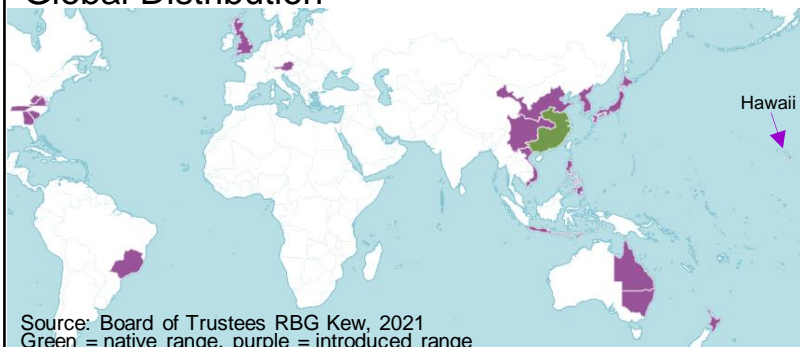 Global Distribution
Hawaii
Source: Board of Trustees RBG Kew, 2021
Green = native range, purple = introduced range